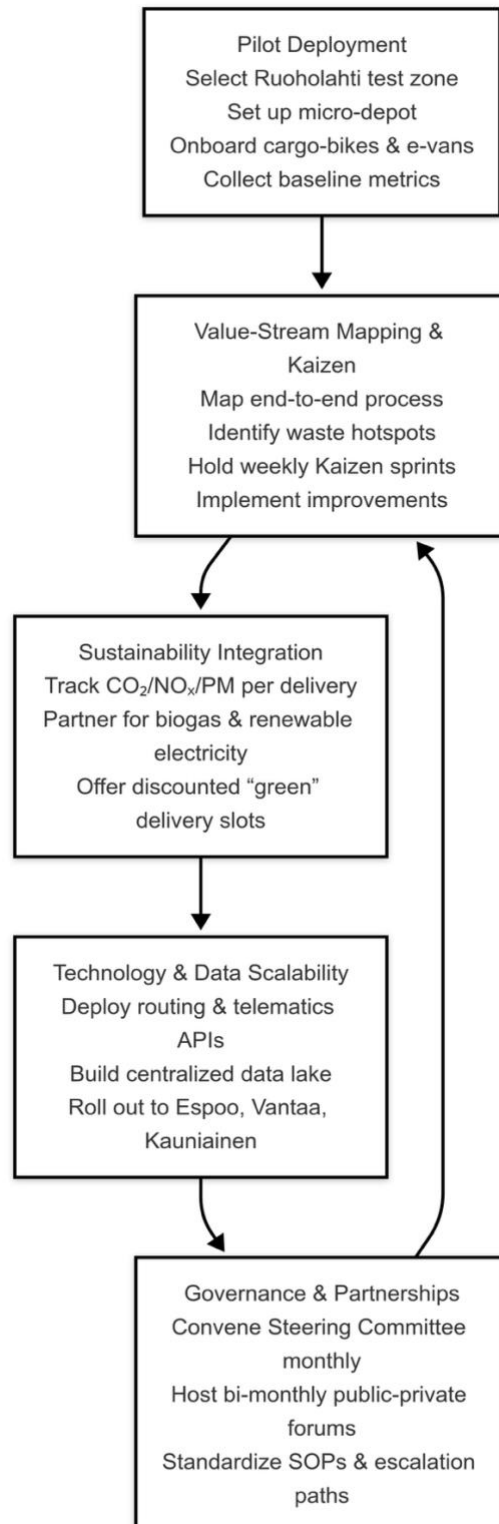 Pilot Deployment
Select Ruoholahti test zone
Set up micro-depot
Onboard cargo-bikes & e-vans
Collect baseline metrics
Value-Stream Mapping &
Kaizen
Map end-to-end process
Identify waste hotspots
Hold weekly Kaizen sprints
Implement improvements
Sustainability Integration
Track CO₂/NOₓ/PM per delivery
Partner for biogas & renewable
electricity
Offer discounted “green”
delivery slots
Technology & Data Scalability
Deploy routing & telematics
APIs
Build centralized data lake
Roll out to Espoo, Vantaa,
Kauniainen
Governance & Partnerships
Convene Steering Committee
monthly
Host bi-monthly public-private
forums
Standardize SOPs & escalation
paths